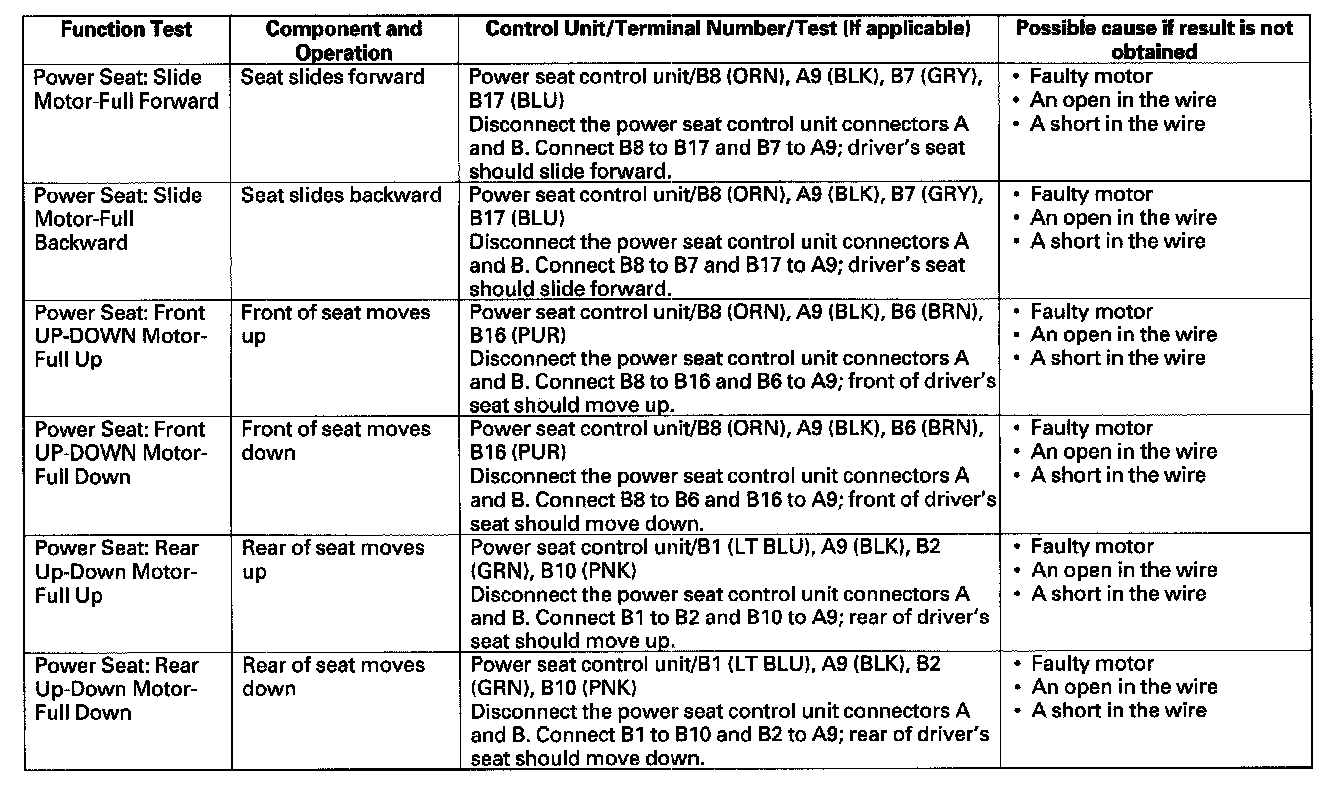 Function Test
Component and
Operation
Control Unit/Terminal Number/Test (If applicable)
Possible cause if result is not
obtained
Power Seat: Slide
Motor-Full Forward
Seat slides forward
Power seat control unit/B8 (ORN), A9 (BLK), B7 (GRY),
B17 (BLU)
Disconnect the power seat control unit connectors A
and B. Connect B8 to B17 and B7 to A9; driver's seat
should slide forward.
• Faulty motor
• An open in the wire
• A short in the wire
Power Seat: Slide
Motor-Full
Backward
Seat slides backward
Power seat control unit/B8 (ORN), A9 (BLK), B7 (GRY),
B17 (BLU)
Disconnect the power seat control unit connectors A
and B. Connect B8 to B7 and B17 to A9; driver's seat
should slide forward.
• Faulty motor
• An open in the wire
• A short in the wire
Power Seat: Front
UP-DOWN Motor-
Full Up
Front of seat moves
up
Power seat control unit/B8 (ORN), A9 (BLK), B6 (BRN),
B16 (PUR)
Disconnect the power seat control unit connectors A
and B. Connect B8 to B16 and B6 to A9; front of driver's
seat should move up.
• Faulty motor
• An open in the wire
• A short in the wire
Power Seat: Front
UP-DOWN Motor-
Full Down
Front of seat moves
down
Power seat control unit/B8 (ORN), A9 (BLK), B6 (BRN),
B16 (PUR)
Disconnect the power seat control unit connectors A
and B. Connect B8 to B6 and B16 to A9; front of driver's
seat should move down.
• Faulty motor
• An open in the wire
• A short in the wire
Power Seat: Rear
Up-Down Motor-
Full Up
Rear of seat moves
up
Power seat control unit/B1 (LT BLU), A9 (BLK), B2
(GRN), B10 (PNK)
Disconnect the power seat control unit connectors A
and B. Connect B1 to B2 and B10 to A9; rear of driver's
seat should move up.
• Faulty motor
• An open in the wire
• A short in the wire
Power Seat: Rear
Up-Down Motor-
Full Down
Rear of seat moves
down
Power seat control unit/B1 (LT BLU), A9 (BLK), B2
(GRN), B10 (PNK)
Disconnect the power seat control unit connectors A
and B. Connect B1 to B10 and B2 to A9; rear of driver's
seat should move down.
• Faulty motor
• An open in the wire
• A short in the wire